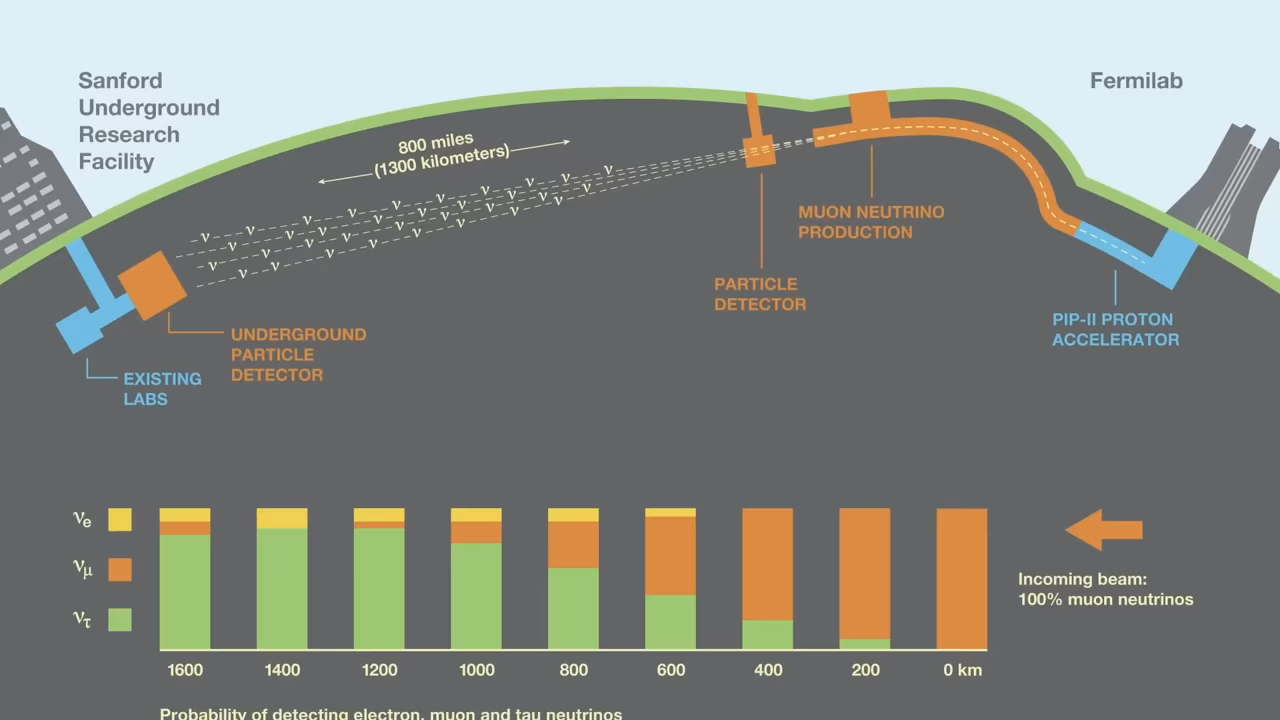 Sanford
Underground
Research
Facility
Fermilab
800 miles
(1300 kilometers)
ν ν ν ν ν ν ν ν ν ν
ν ν ν ν ν ν ν ν
ν ν ν ν ν ν ν
ν ν ν ν ν ν ν ν
MUON NEUTRINO
PRODUCTION
PARTICLE
DETECTOR
PIP-II PROTON
ACCELERATOR
UNDERGROUND
PARTICLE
DETECTOR
EXISTING
LABS
νe
νμ
ντ
Incoming beam:
100% muon neutrinos
1600 1400 1200 1000 800 600 400 200 0 km
Probability of detecting electron, muon and tau neutrinos